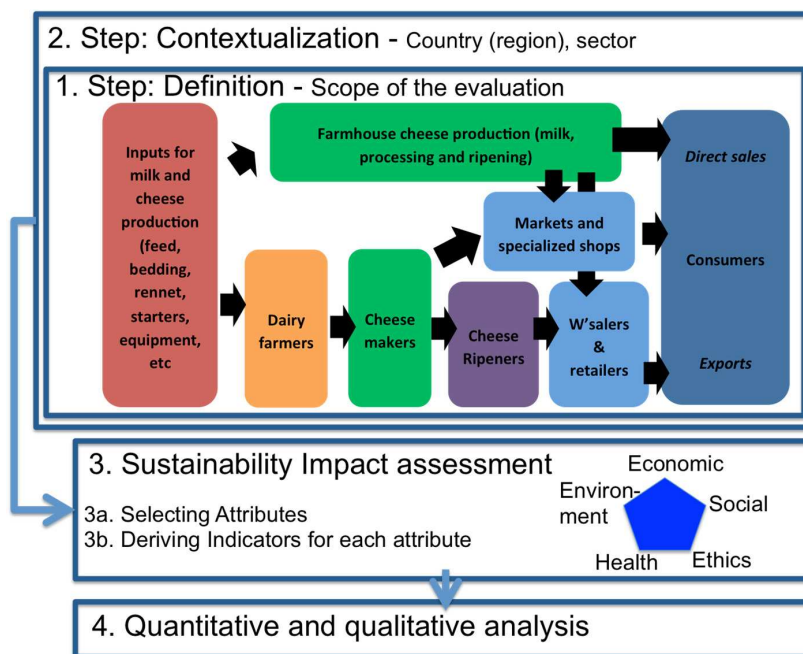 2. Step: Contextualization - Country (region), sector
1. Step: Definition - Scope of the evaluation
Inputs for
milk and
cheese
production
(feed,
bedding,
rennet,
starters,
equipment,
etc
Farmhouse cheese production (milk,
processing and ripening)
Direct sales
Markets and
specialized shops
Consumers
Dairy
farmers
Cheese
makers
Cheese
Ripeners
W'salers
&
retailers
Exports
3. Sustainability Impact assessment
3a. Selecting Attributes
3b. Deriving Indicators for each attribute
Economic
Environ-
ment
Social
Health
Ethics
4. Quantitative and qualitative analysis